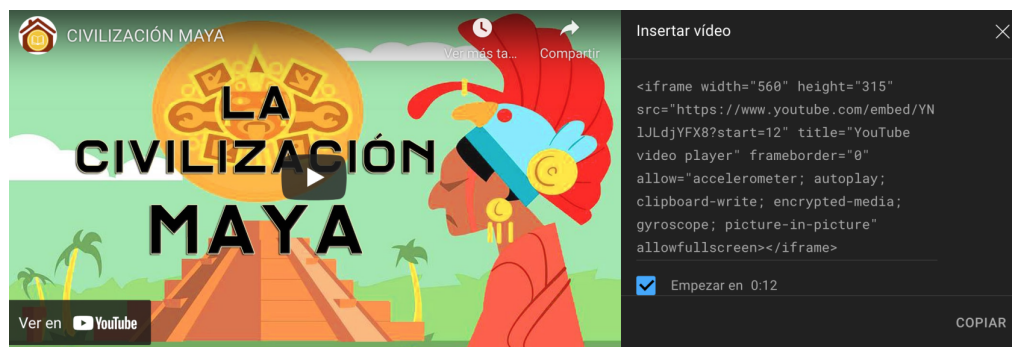 CIVILIZACIÓN MAYA
Ver más ta...
Compartir
LA
CIVILIZACIÓN
MAYA
Ver en YouTube
Insertar vídeo
<iframe width="560" height="315"
src="https://www.youtube.com/embed/YN
lJLdjYFX8?start=12" title="YouTube
video player" frameborder="0"
allow="accelerometer; autoplay;
clipboard-write; encrypted-media;
gyroscope; picture-in-picture"
allowfullscreen></iframe>
Empezar en 0:12
COPIAR